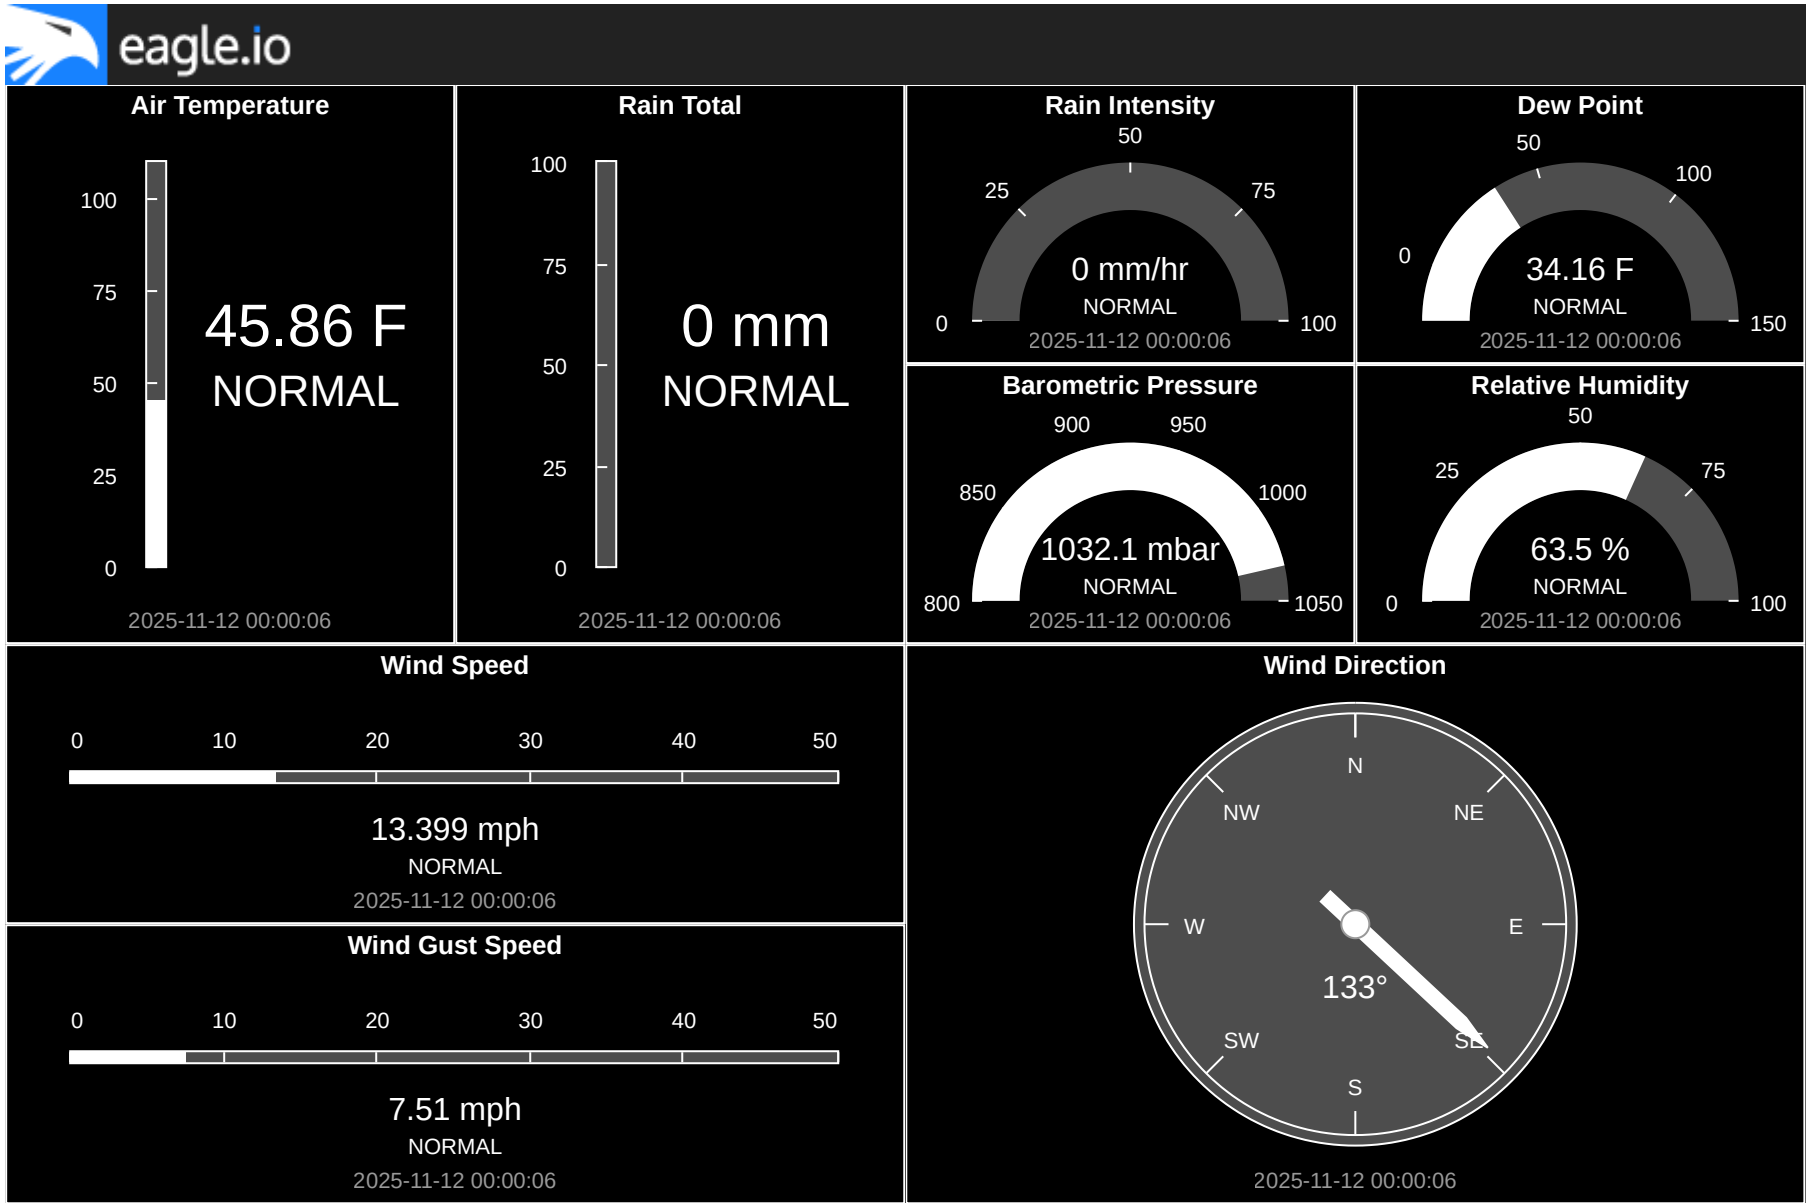 eagle.io
Air Temperature
100
75
50
25
0
45.86 F
NORMAL
2025-11-12 00:00:06
Rain Total
100
75
50
25
0
0 mm
NORMAL
2025-11-12 00:00:06
Rain Intensity
0
25
50
75
100
0 mm/hr
NORMAL
2025-11-12 00:00:06
Dew Point
0
50
100
150
34.16 F
NORMAL
2025-11-12 00:00:06
Barometric Pressure
800
850
900
950
1000
1050
1032.1 mbar
NORMAL
2025-11-12 00:00:06
Relative Humidity
0
25
50
75
100
63.5 %
NORMAL
2025-11-12 00:00:06
Wind Speed
0 10 20 30 40 50
13.399 mph
NORMAL
2025-11-12 00:00:06
Wind Gust Speed
0 10 20 30 40 50
7.51 mph
NORMAL
2025-11-12 00:00:06
Wind Direction
N
NW NE
W E
133°
SW SE
S
2025-11-12 00:00:06